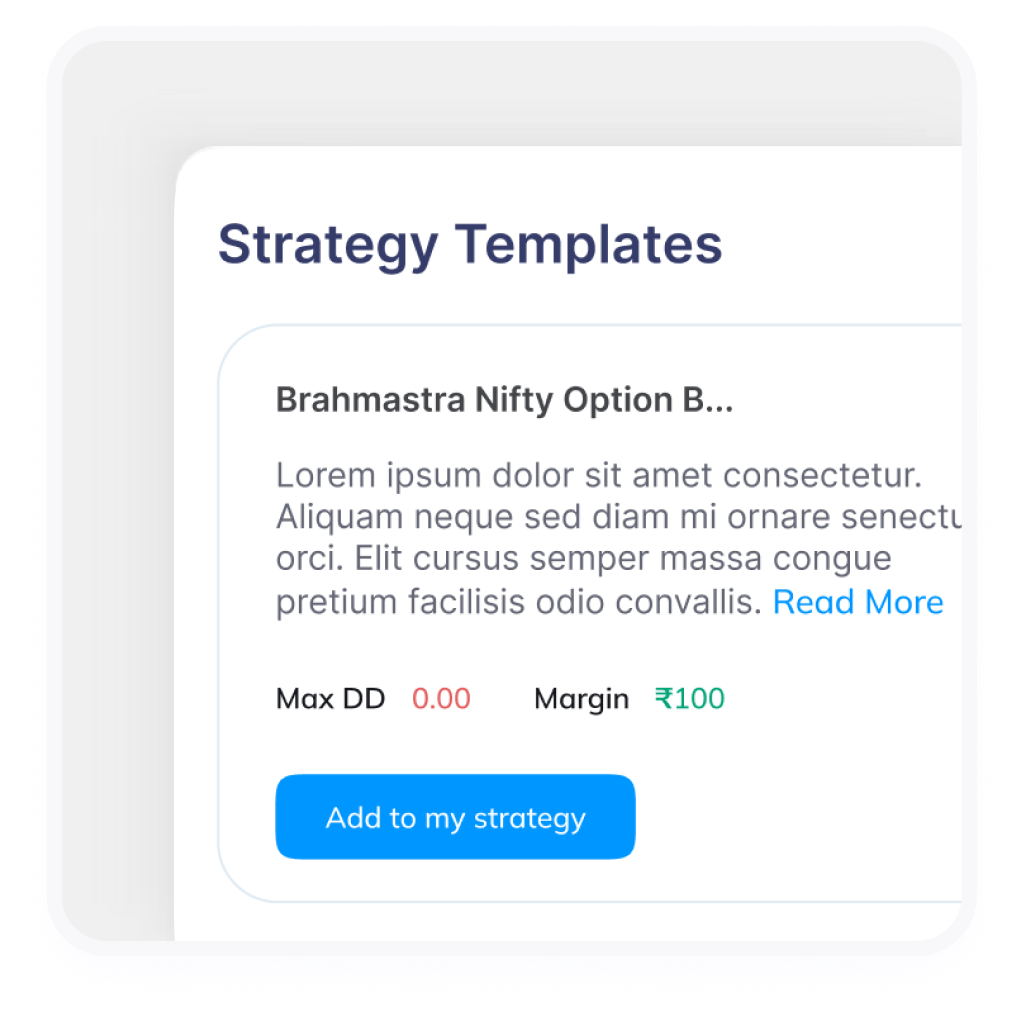 Strategy Templates
Brahmastra Nifty Option B...
Lorem ipsum dolor sit amet consectetur.
Aliquam neque sed diam mi ornare senectu
orci. Elit cursus semper massa congue
pretium facilisis odio convallis. Read More
Max DD 0.00 Margin ₹100
Add to my strategy